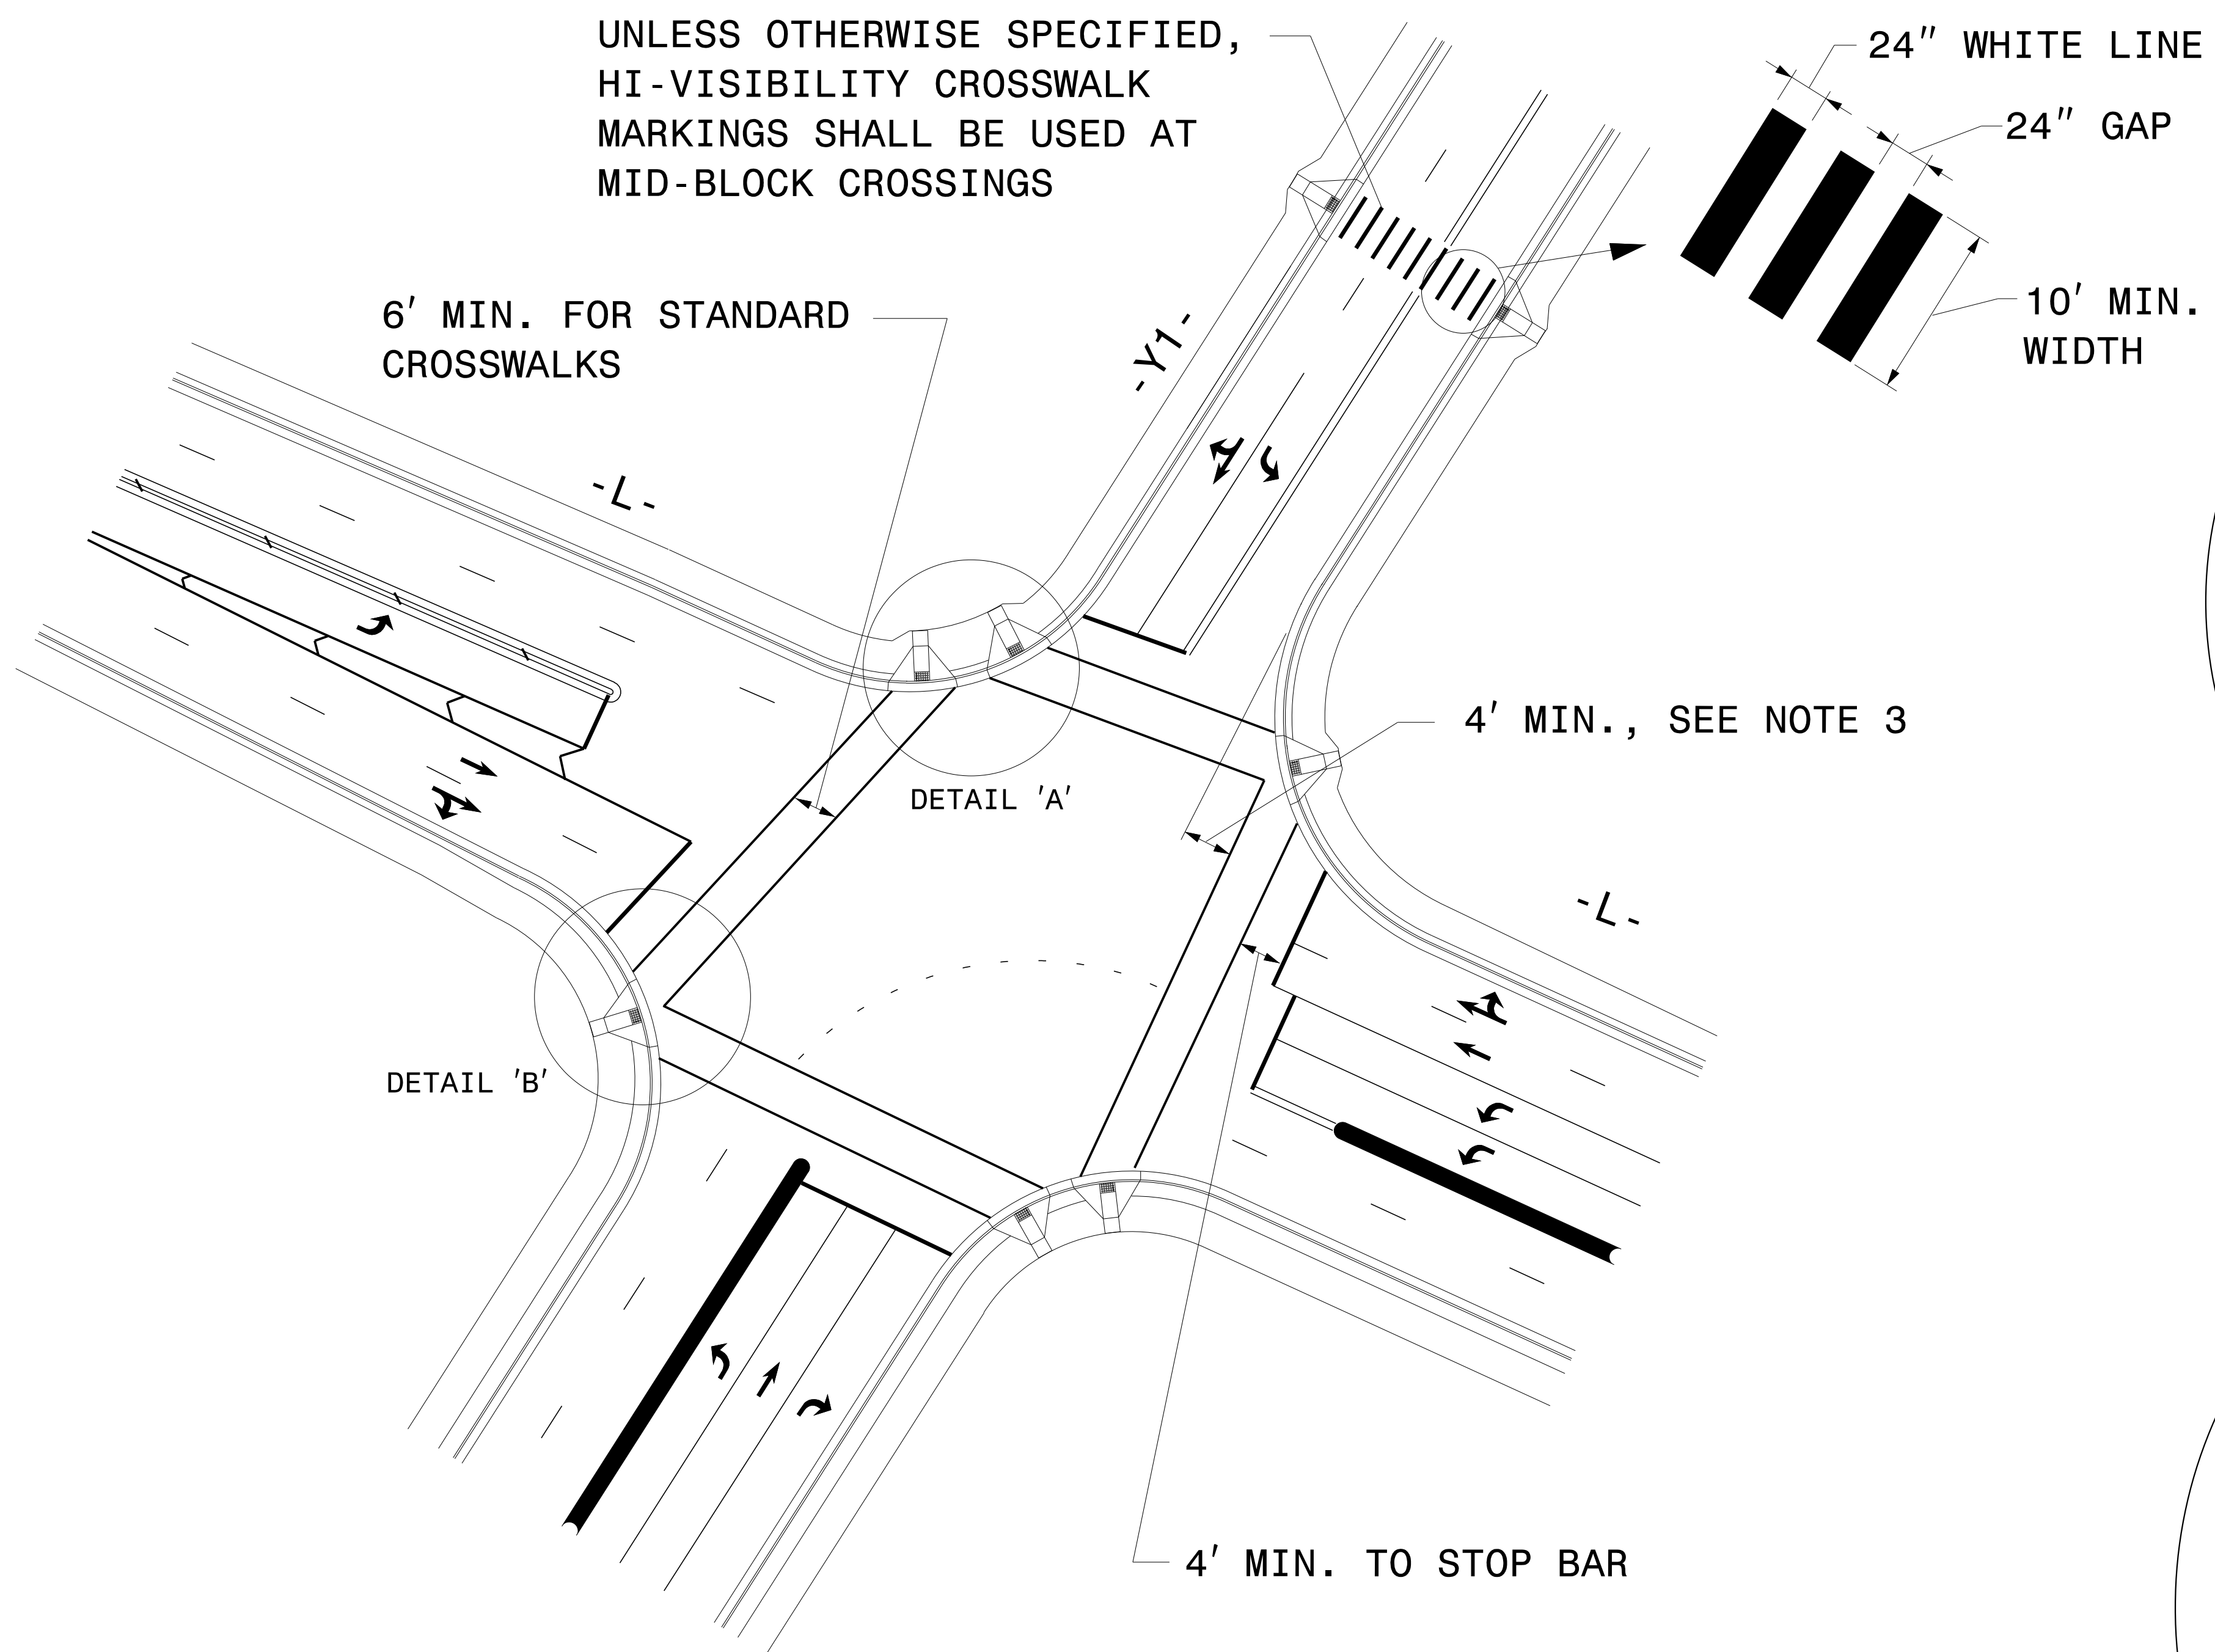 UNLESS OTHERWISE SPECIFIED,
HI-VISIBILITY CROSSWALK
MARKINGS SHALL BE USED AT
MID-BLOCK CROSSINGS
24" WHITE LINE
24" GAP
10' MIN.
WIDTH
6' MIN. FOR STANDARD
CROSSWALKS
-Y1-
-L-
4' MIN., SEE NOTE 3
DETAIL 'A'
-L-
DETAIL 'B'
4' MIN. TO STOP BAR